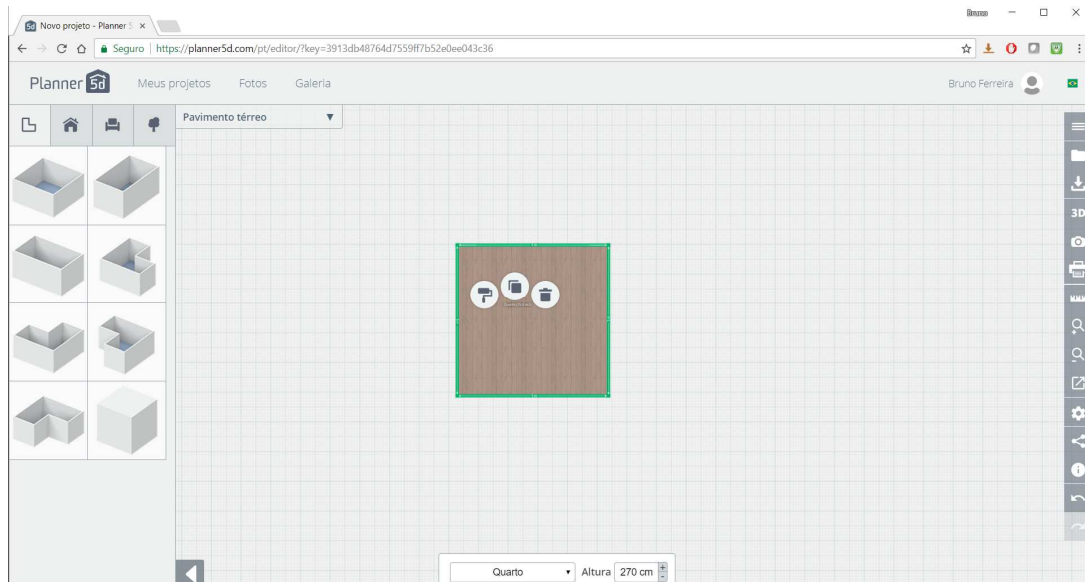 Bruno
Novo projeto - Planner 5
Seguro | https://planner5d.com/pt/editor/?key=3913db48764d7559ff7b52e0ee043c36
Planner 5d Meus projetos Fotos Galeria Bruno Ferreira
Pavimento térreo
3D
Quarto Altura 270 cm